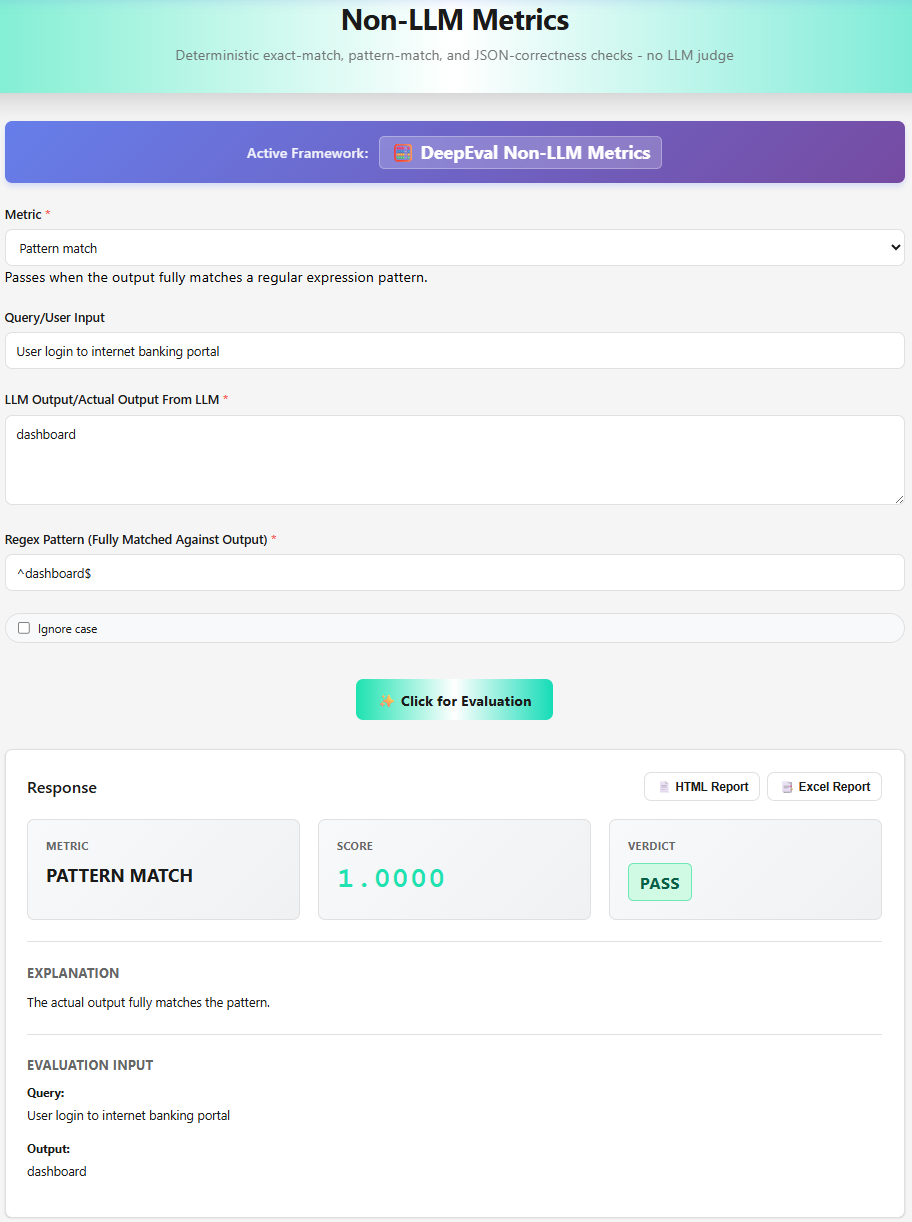 Non-LLM Metrics
Deterministic exact-match, pattern-match, and JSON-correctness checks - no LLM judge
Active Framework: DeepEval Non-LLM Metrics
Metric *
Pattern match
Passes when the output fully matches a regular expression pattern.
Query/User Input
User login to internet banking portal
LLM Output/Actual Output From LLM *
dashboard
Regex Pattern (Fully Matched Against Output) *
^dashboard$
Ignore case
Click for Evaluation
Response
HTML Report
Excel Report
METRIC
PATTERN MATCH
SCORE
1.0000
VERDICT
PASS
EXPLANATION
The actual output fully matches the pattern.
EVALUATION INPUT
Query:
User login to internet banking portal
Output:
dashboard